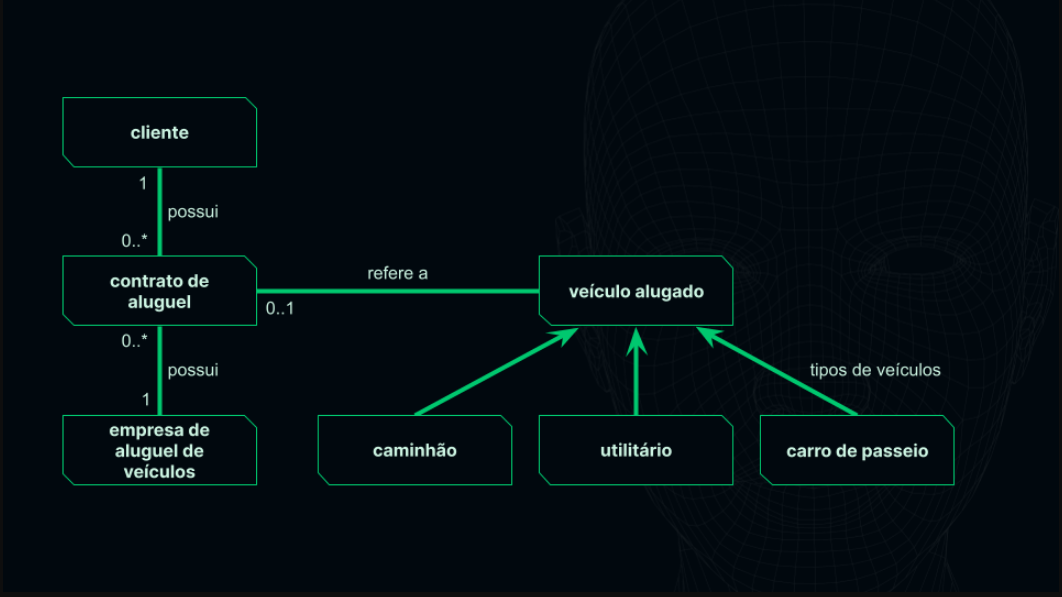 cliente
1
possui
0..*
contrato de
aluguel
refere a
0..1
veículo alugado
0..*
possui
1
tipos de veículos
empresa de
aluguel de
veículos
caminhão
utilitário
carro de passeio